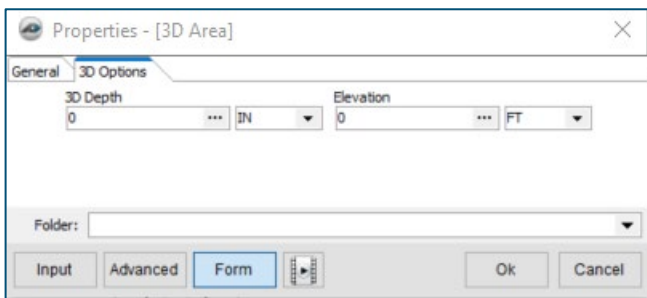 Properties - [3D Area]
General 3D Options
3D Depth Elevation
0 ... IN 0 ... FT
Folder:
Input Advanced Form Ok Cancel